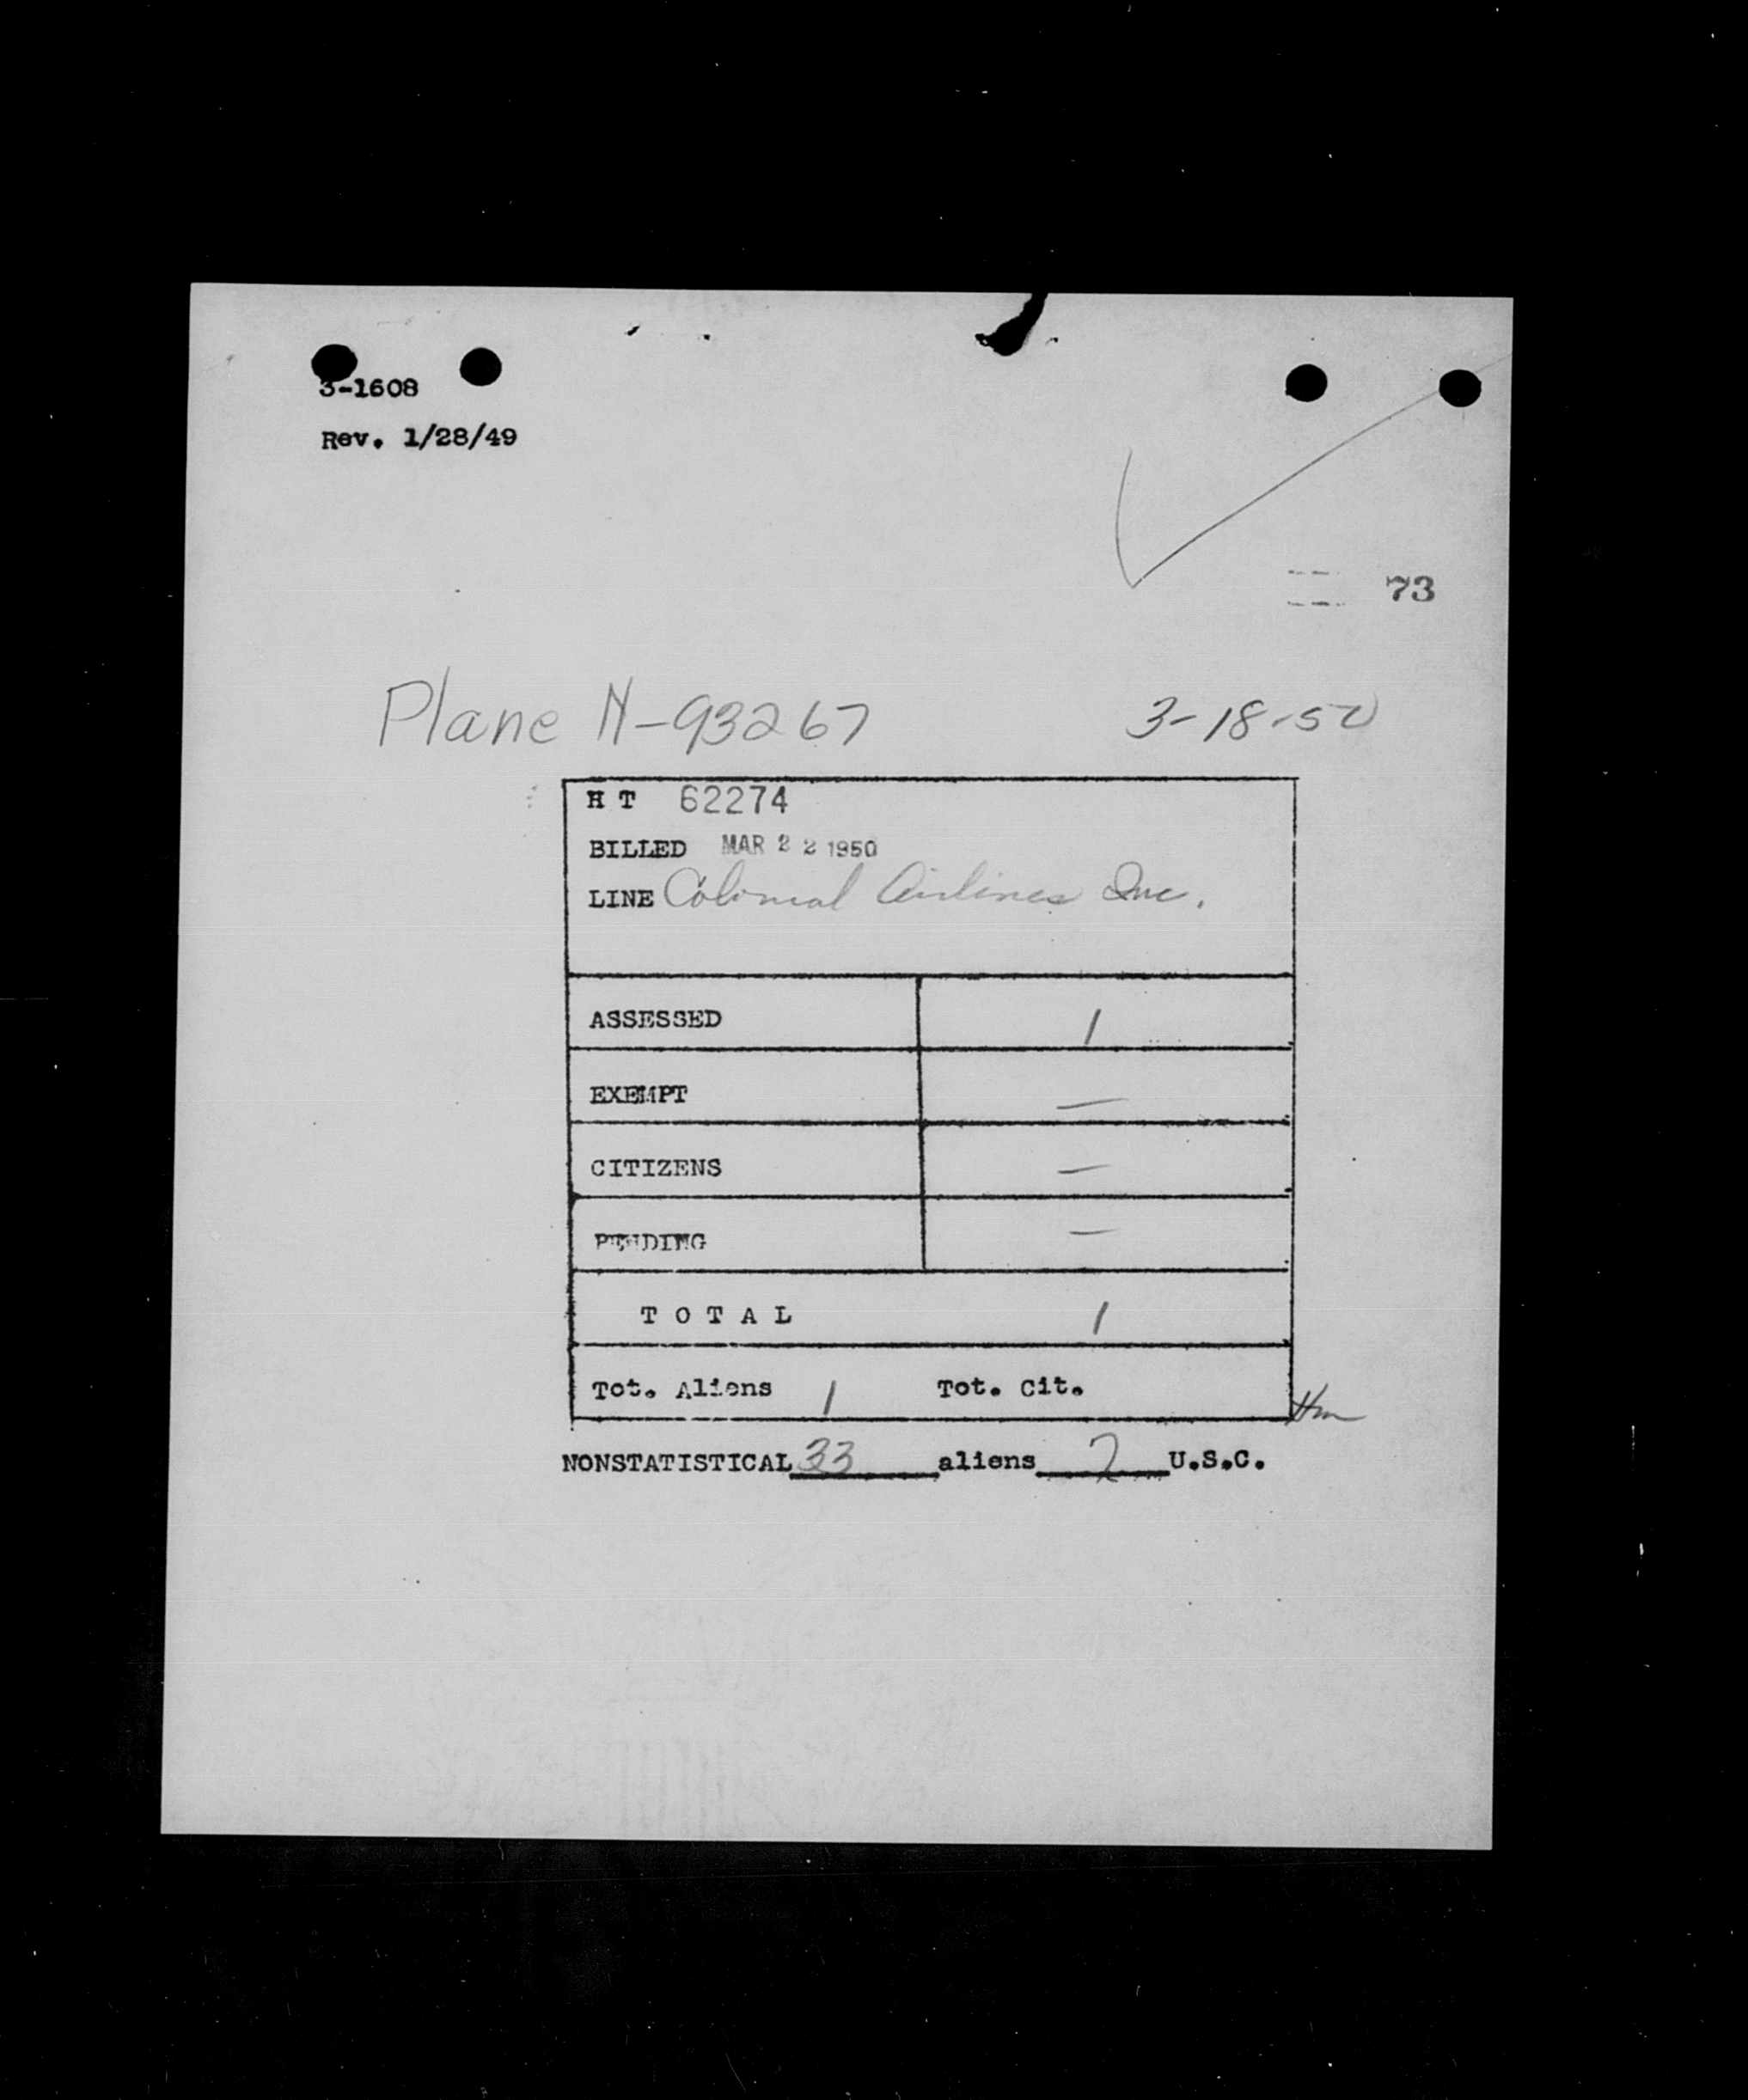 3-1608
Rev. 1/28/49
73
Plane N-93267 3-18-50
H T 62274
BILLED MAR 22 1950
LINE Colonial Airlines Inc.
ASSESSED 1
EXEMPT —
CITIZENS —
PENDING —
T O T A L 1
Tot. Aliens 1 Tot. Cit.
Hm
NONSTATISTICAL 33 aliens 2 U.S.C.